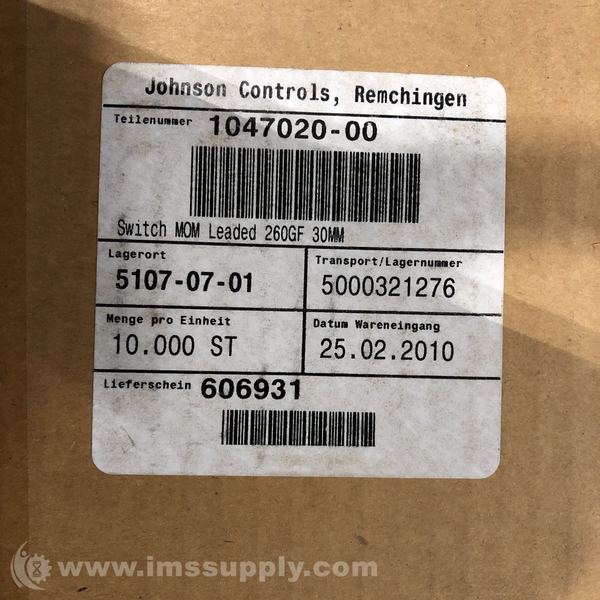 Johnson Controls, Remchingen
Teilenummer 1047020-00
Switch MOM Leaded 260GF 30MM
Lagerort
5107-07-01
Transport/Lagernummer
5000321276
Menge pro Einheit
10.000 ST
Datum Wareneingang
25.02.2010
Lieferschein 606931
www.imssupply.com